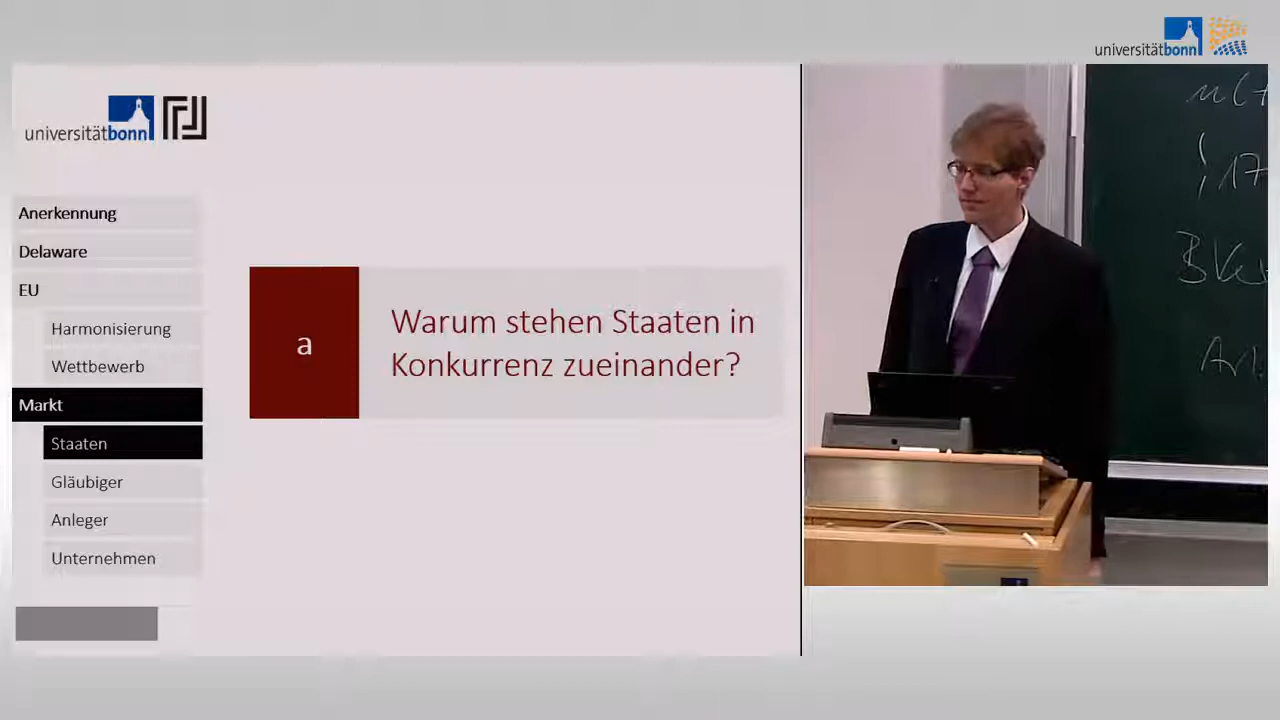 universitätbonn
universitätbonn
Anerkennung
Delaware
EU
Harmonisierung
Wettbewerb
Markt
Staaten
Gläubiger
Anleger
Unternehmen
a
Warum stehen Staaten in
Konkurrenz zueinander?